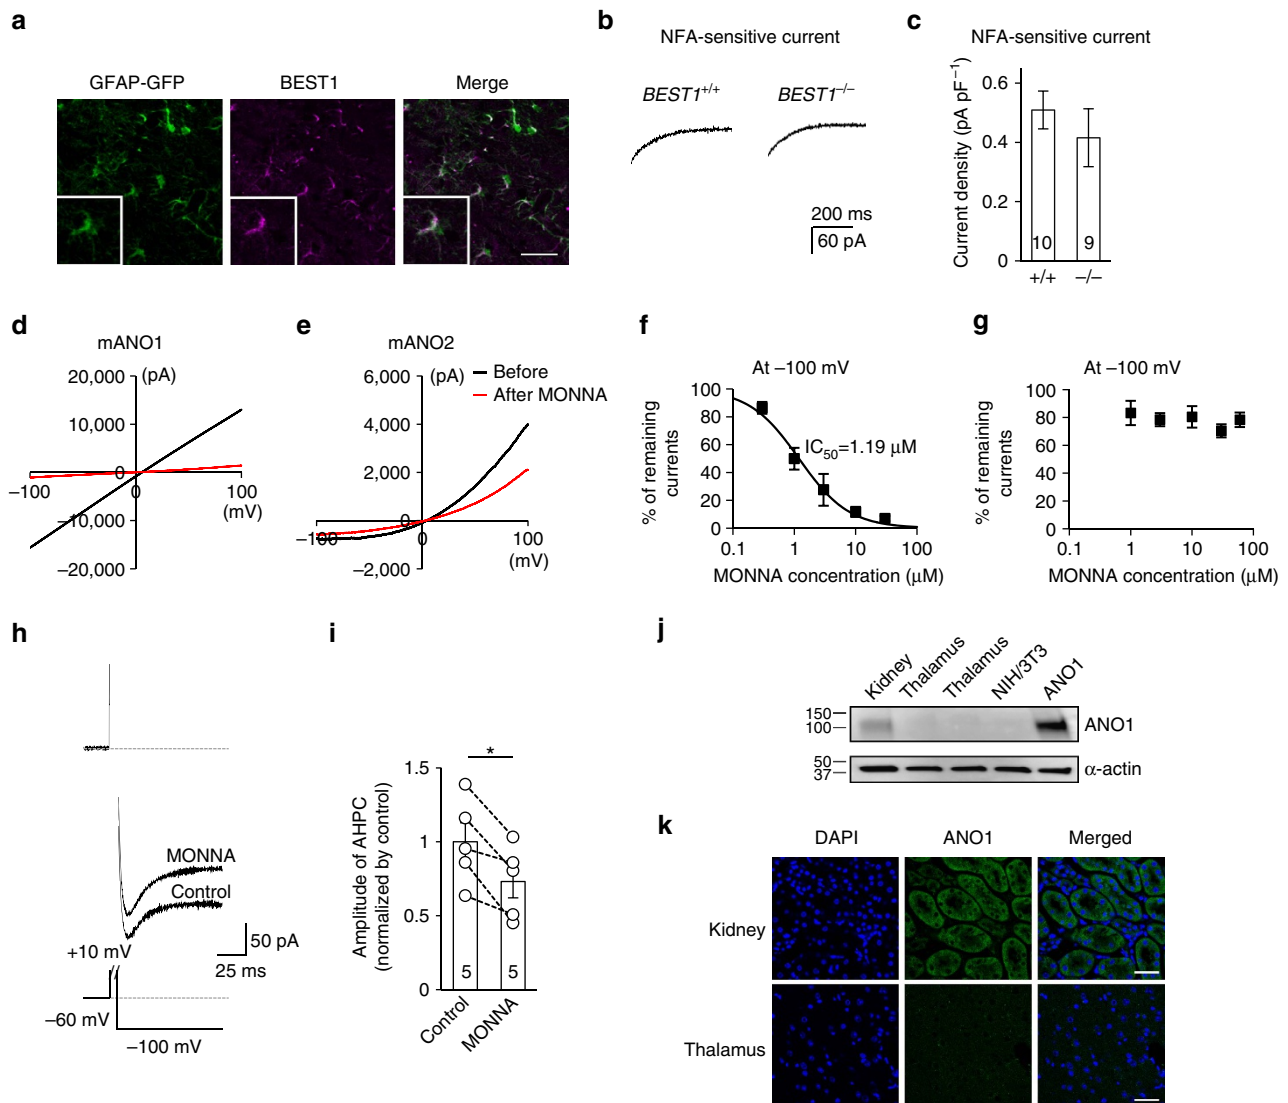 a
GFAP-GFP
BEST1
Merge
b
NFA-sensitive current
BEST1+/+
BEST1−/−
200 ms
60 pA
c
NFA-sensitive current
Current density (pA pF−1)
0.6
0.4
0.2
0
10
9
+/+
−/−
d
mANO1
20,000
(pA)
10,000
0
−100
0
100
(mV)
−10,000
−20,000
e
mANO2
6,000
(pA)
Before
After MONNA
4,000
2,000
0
−100
0
100
(mV)
−2,000
f
At −100 mV
% of remaining
currents
100
80
60
40
20
0
IC50=1.19 μM
0.1
1
10
100
MONNA concentration (μM)
g
At −100 mV
% of remaining
currents
100
80
60
40
20
0
0.1
1
10
100
MONNA concentration (μM)
h
MONNA
Control
50 pA
25 ms
+10 mV
−60 mV
−100 mV
i
*
Amplitude of AHPC
(normalized by control)
1.5
1
0.5
0
5
5
Control
MONNA
j
Kidney
Thalamus
Thalamus
NIH/3T3
ANO1
150
100
ANO1
50
37
α-actin
k
DAPI
ANO1
Merged
Kidney
Thalamus